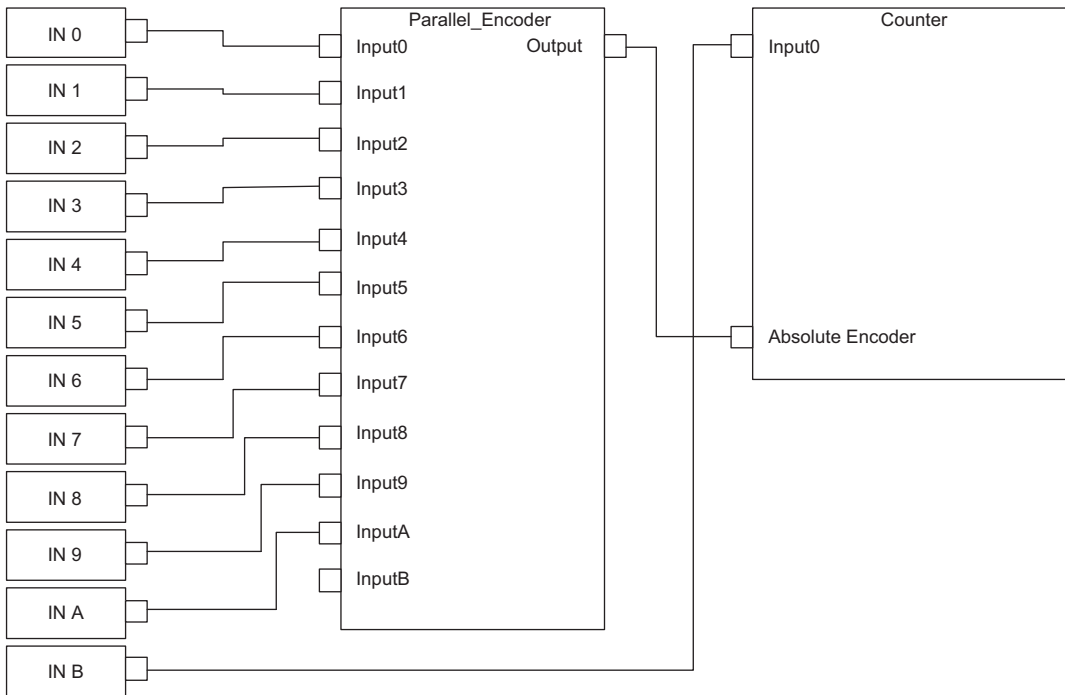 IN 0
IN 1
IN 2
IN 3
IN 4
IN 5
IN 6
IN 7
IN 8
IN 9
IN A
IN B
Parallel_Encoder
Input0
Output
Input1
Input2
Input3
Input4
Input5
Input6
Input7
Input8
Input9
InputA
InputB
Counter
Input0
Absolute Encoder